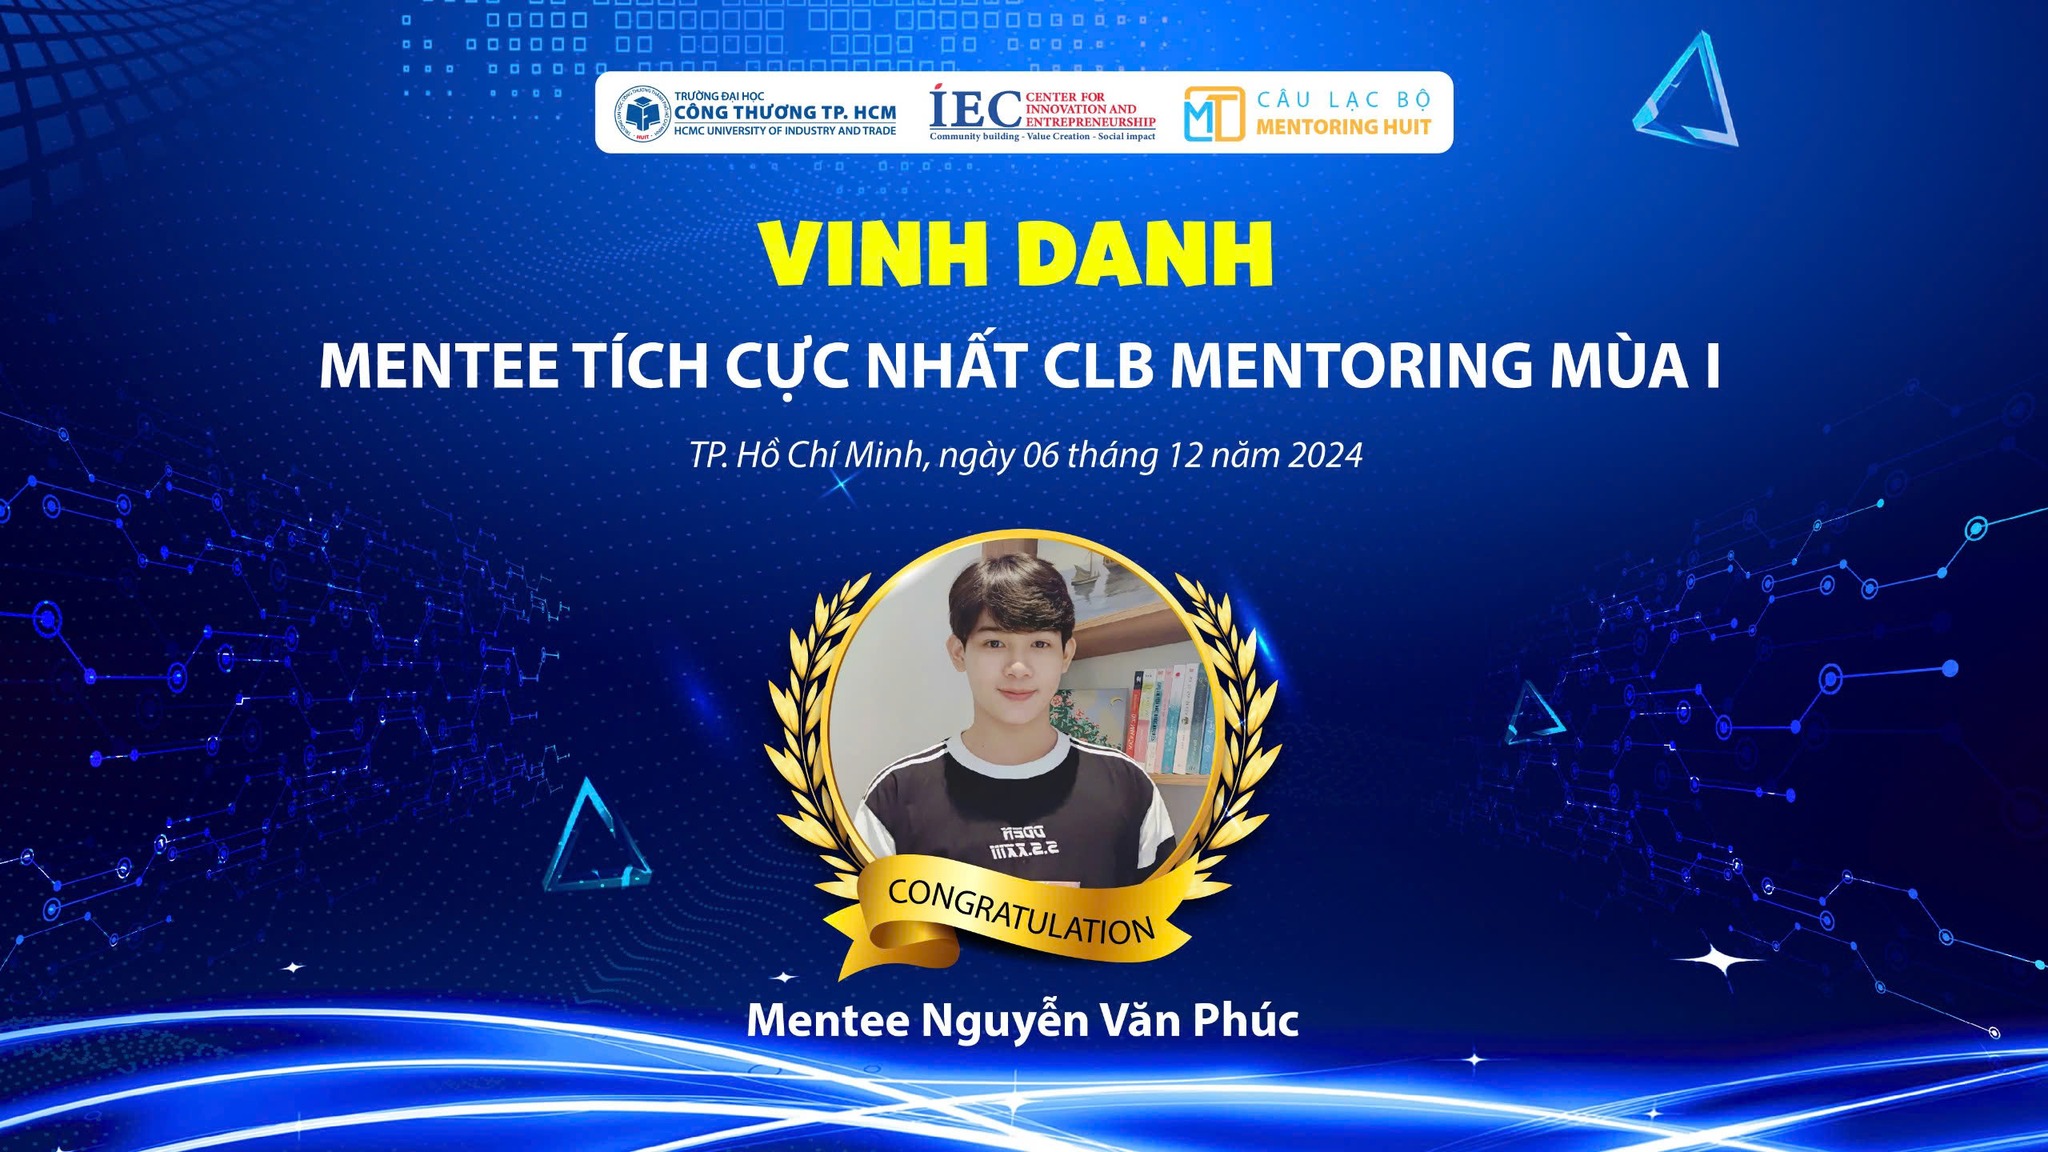 TRƯỜNG ĐẠI HỌC
CÔNG THƯƠNG TP. HCM
HCMC UNIVERSITY OF INDUSTRY AND TRADE
HUIT
IEC
CENTER FOR
INNOVATION AND
ENTREPRENEURSHIP
Community building - Value Creation - Social impact
MT
CÂU LẠC BỘ
MENTORING HUIT
VINH DANH
MENTEE TÍCH CỰC NHẤT CLB MENTORING MÙA I
TP. Hồ Chí Minh, ngày 06 tháng 12 năm 2024
CONGRATULATION
Mentee Nguyễn Văn Phúc